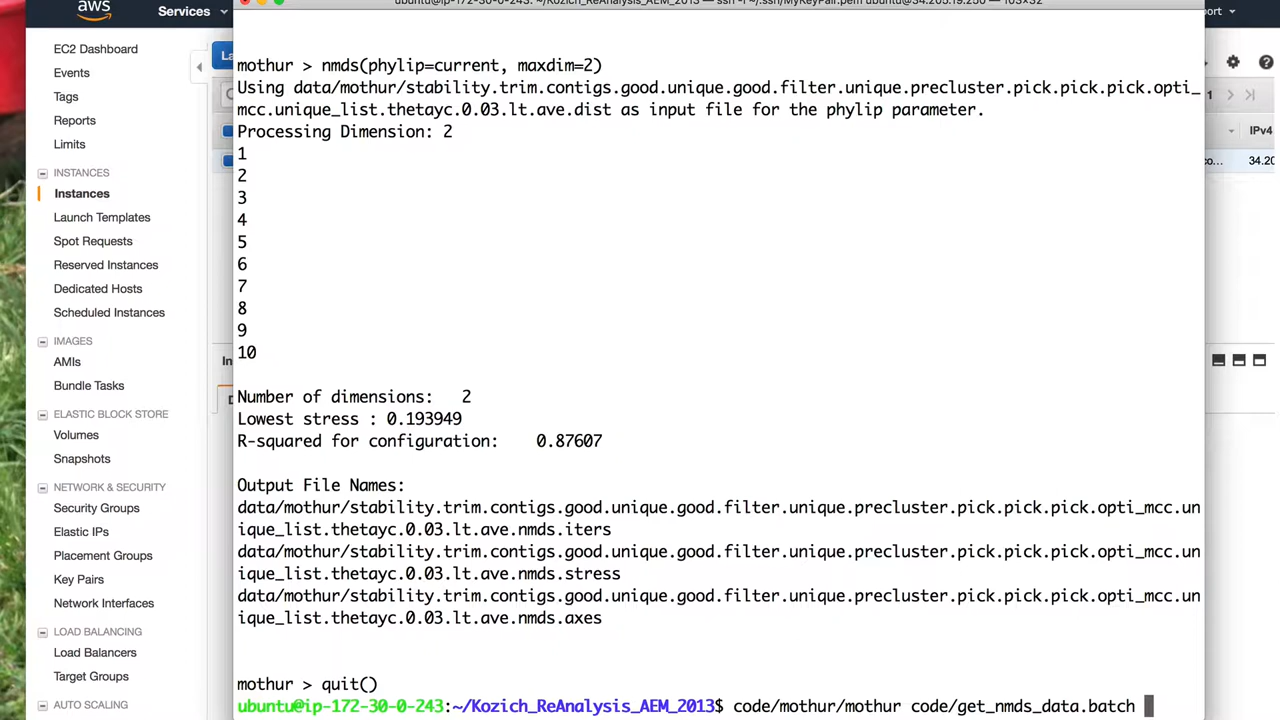 aws
Services
EC2 Dashboard
Events
Tags
Reports
Limits
INSTANCES
Instances
Launch Templates
Spot Requests
Reserved Instances
Dedicated Hosts
Scheduled Instances
IMAGES
AMIs
Bundle Tasks
ELASTIC BLOCK STORE
Volumes
Snapshots
NETWORK & SECURITY
Security Groups
Elastic IPs
Placement Groups
Key Pairs
Network Interfaces
LOAD BALANCING
Load Balancers
Target Groups
AUTO SCALING
mothur > nmds(phylip=current, maxdim=2)
Using data/mothur/stability.trim.contigs.good.unique.good.filter.unique.precluster.pick.pick.pick.opti_
mcc.unique_list.thetayc.0.03.lt.ave.dist as input file for the phylip parameter.
Processing Dimension: 2
1
2
3
4
5
6
7
8
9
10
Number of dimensions: 2
Lowest stress : 0.193949
R-squared for configuration: 0.87607
Output File Names:
data/mothur/stability.trim.contigs.good.unique.good.filter.unique.precluster.pick.pick.pick.opti_mcc.un
ique_list.thetayc.0.03.lt.ave.nmds.iters
data/mothur/stability.trim.contigs.good.unique.good.filter.unique.precluster.pick.pick.pick.opti_mcc.un
ique_list.thetayc.0.03.lt.ave.nmds.stress
data/mothur/stability.trim.contigs.good.unique.good.filter.unique.precluster.pick.pick.pick.opti_mcc.un
ique_list.thetayc.0.03.lt.ave.nmds.axes
mothur > quit()
ubuntu@ip-172-30-0-243:~/Kozich_ReAnalysis_AEM_2013$ code/mothur/mothur code/get_nmds_data.batch
port
1
IPv4
co... 34.20